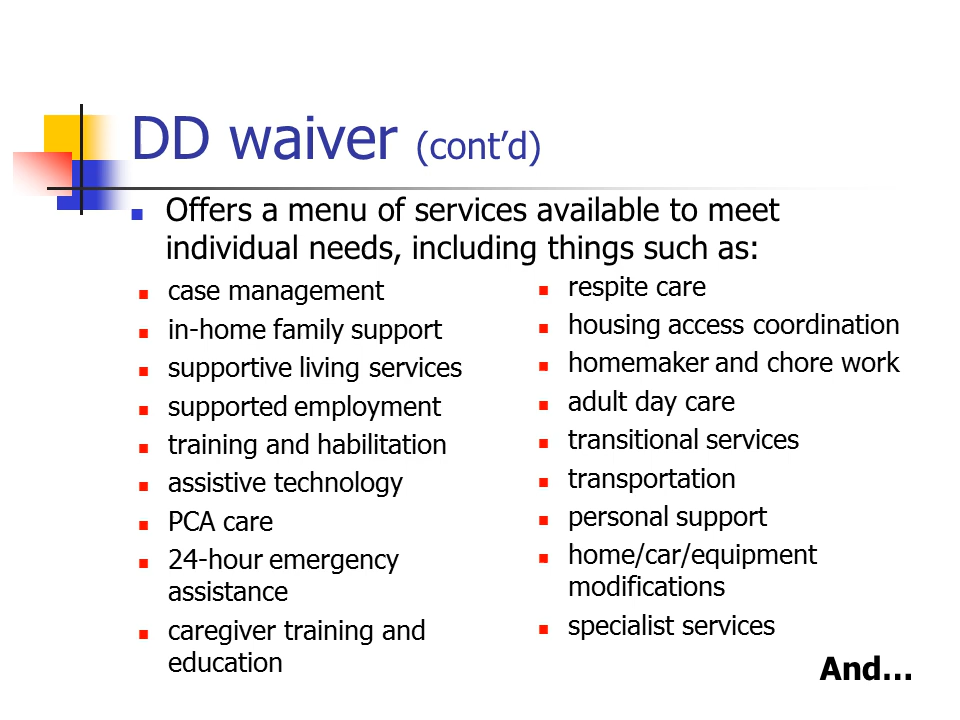 DD waiver (cont’d)
Offers a menu of services available to meet
individual needs, including things such as:
case management
in-home family support
supportive living services
supported employment
training and habilitation
assistive technology
PCA care
24-hour emergency
assistance
caregiver training and
education
respite care
housing access coordination
homemaker and chore work
adult day care
transitional services
transportation
personal support
home/car/equipment
modifications
specialist services
And…